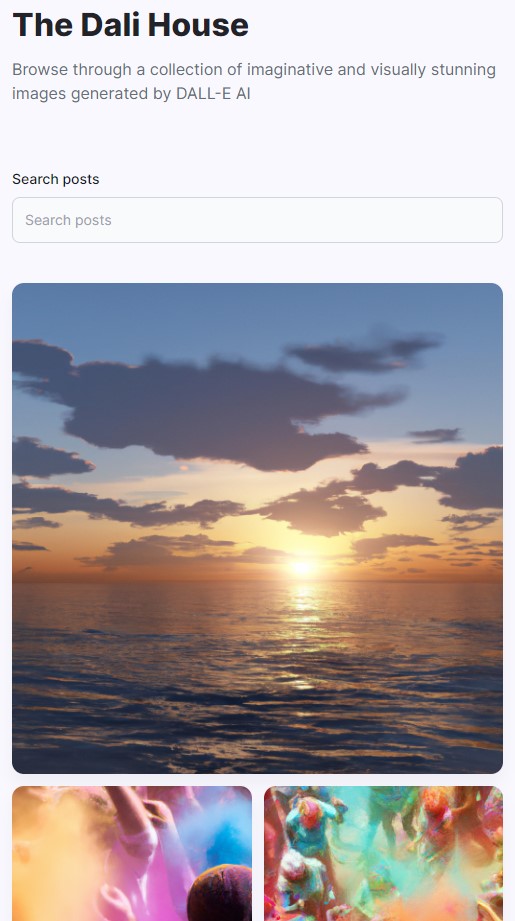 The Dali House
Browse through a collection of imaginative and visually stunning
images generated by DALL-E AI
Search posts
Search posts